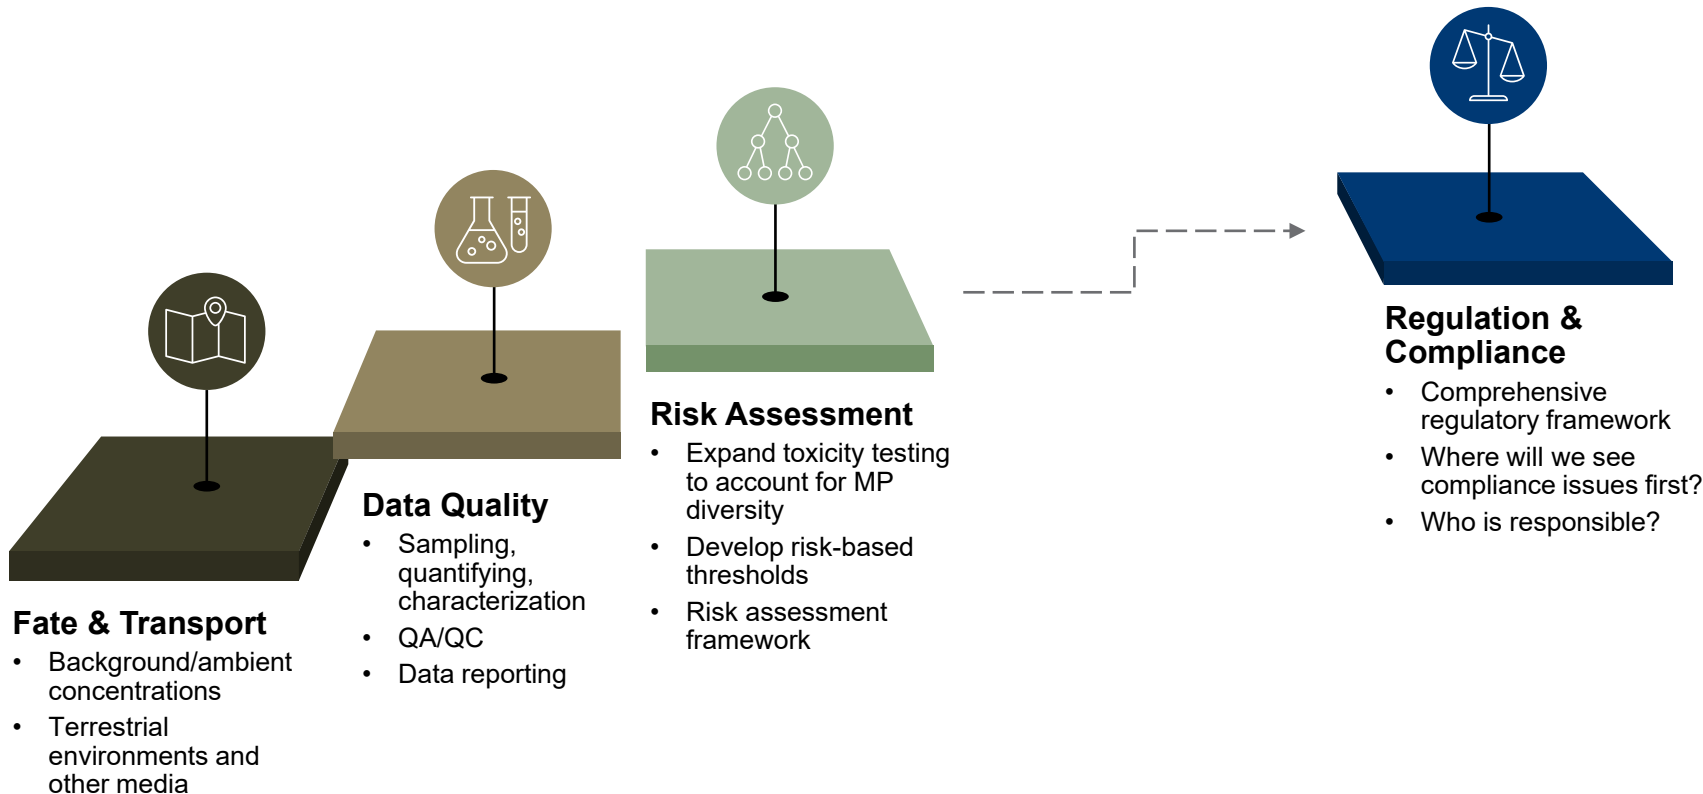 Fate & Transport
• Background/ambient
concentrations
• Terrestrial
environments and
other media
Data Quality
• Sampling,
quantifying,
characterization
• QA/QC
• Data reporting
Risk Assessment
• Expand toxicity testing
to account for MP
diversity
• Develop risk-based
thresholds
• Risk assessment
framework
Regulation &
Compliance
• Comprehensive
regulatory framework
• Where will we see
compliance issues first?
• Who is responsible?